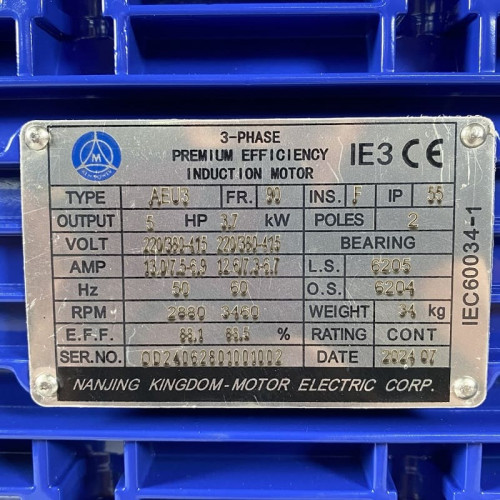 3-PHASE
PREMIUM EFFICIENCY
INDUCTION MOTOR
IE3 CE
TYPE AEU3 FR. 90 INS. F IP 55
OUTPUT 5 HP 3.7 kW POLES 2
VOLT 220/380-415 220/380-415 BEARING
AMP 13.0/7.5-6.9 12.6/7.3-6.7 L.S. 6205
Hz 50 60 O.S. 6204
RPM 2880 3460 WEIGHT 34 kg
E.F.F 88.1 88.5 % RATING CONT
SER.NO. DATE 2024 07
NANJING KINGDOM-MOTOR ELECTRIC CORP.
IEC60034-1